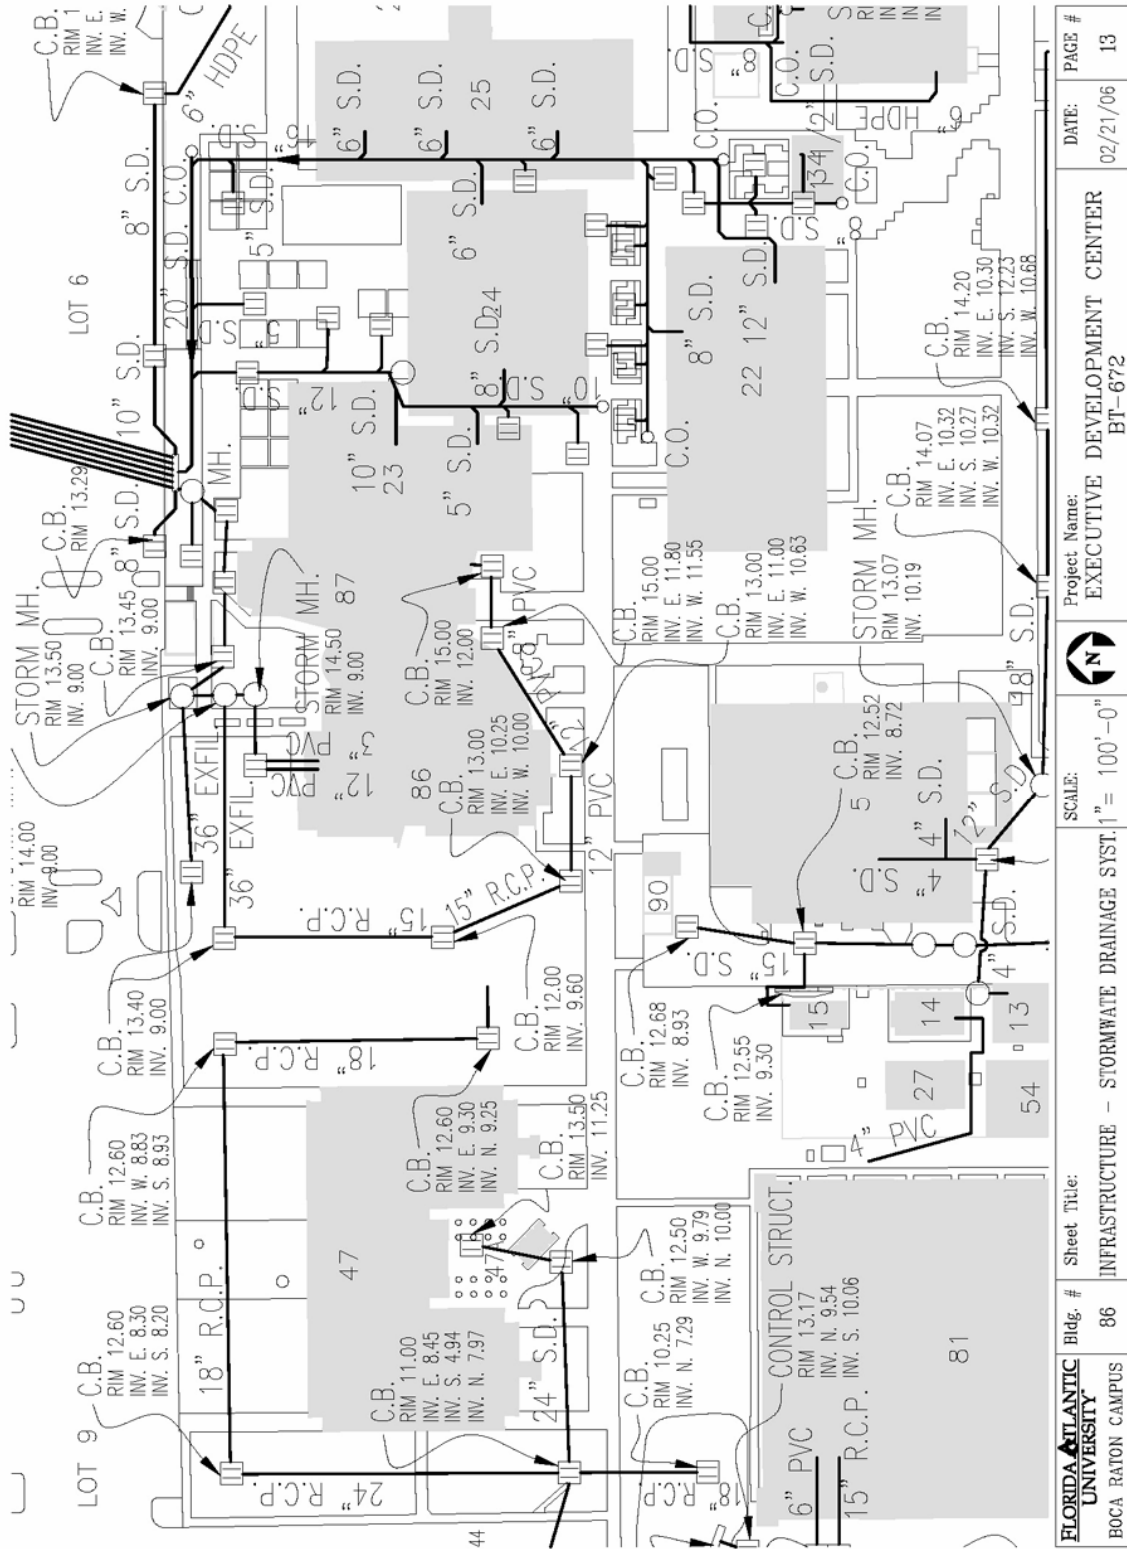 C.B.
RIM 1
INV. E.
INV. W.
6" HDPE
8" S.D.
LOT 6
20" S.D. C.O.
10" S.D.
5" S.D.
S.D.
12"
S.D.
MH.
8" S.D.
C.B.
RIM 13.29
STORM MH.
RIM 13.50
INV. 9.00
C.B.
RIM 13.45
INV. 9.00
RIM 14.00
INV. 9.00
36" EXFIL.
36" EXFIL.
STORM MH.
RIM 14.50
INV. 9.00
87
12" PVC
3" PVC
86
6" S.D.
6" S.D.
6" S.D.
25
6" S.D.
S.D.
24
8"
10"
S.D.
10" S.D.
23
5" S.D.
C.O.
8" S.D.
22
12" S.D.
S.D.
134
C.O.
C.O.
C.O.
S.D.
8"
HDPE
6"
C.B.
RIM 14.20
INV. E. 10.30
INV. S. 12.23
INV. W. 10.68
C.B.
RIM 14.07
INV. E. 10.32
INV. S. 10.27
INV. W. 10.32
STORM MH.
RIM 13.07
INV. 10.19
C.B.
RIM 15.00
INV. E. 11.80
INV. W. 11.55
C.B.
RIM 13.00
INV. E. 11.00
INV. W. 10.63
C.B.
RIM 15.00
INV. 12.00
8" PVC
PVC
12"
12" PVC
C.B.
RIM 13.00
INV. E. 10.25
INV. W. 10.00
15" R.C.P.
15" R.C.P.
C.B.
RIM 12.00
INV. 9.60
C.B.
RIM 13.40
INV. 9.00
18" R.C.P.
C.B.
RIM 12.60
INV. W. 8.83
INV. S. 8.93
C.B.
RIM 12.60
INV. E. 9.30
INV. N. 9.25
C.B.
RIM 13.50
INV. 11.25
47
47A
18" R.C.P.
LOT 9
C.B.
RIM 12.60
INV. E. 8.30
INV. S. 8.20
24" R.C.P.
C.B.
RIM 11.00
INV. E. 8.45
INV. S. 4.94
INV. N. 7.97
24" S.D.
C.B.
RIM 12.50
INV. W. 9.79
INV. N. 10.00
C.B.
RIM 10.25
INV. N. 7.29
18" R.C.P.
44
CONTROL STRUCT.
RIM 13.17
INV. N. 9.54
INV. S. 10.06
6" PVC
15" R.C.P.
81
18" S.D.
12" S.D.
5
C.B.
RIM 12.52
INV. 8.72
4" S.D.
4" S.D.
4" S.D.
90
15" S.D.
C.B.
RIM 12.68
INV. 8.93
C.B.
RIM 12.55
INV. 9.30
15
14
13
27
54
4" PVC
FLORIDA ATLANTIC
UNIVERSITY
BOCA RATON CAMPUS
Bldg. #
86
Sheet Title:
INFRASTRUCTURE - STORMWATE DRAINAGE SYST.
SCALE:
1"= 100'-0"
N
Project Name:
EXECUTIVE DEVELOPMENT CENTER
BT-672
DATE:
02/21/06
PAGE #
13